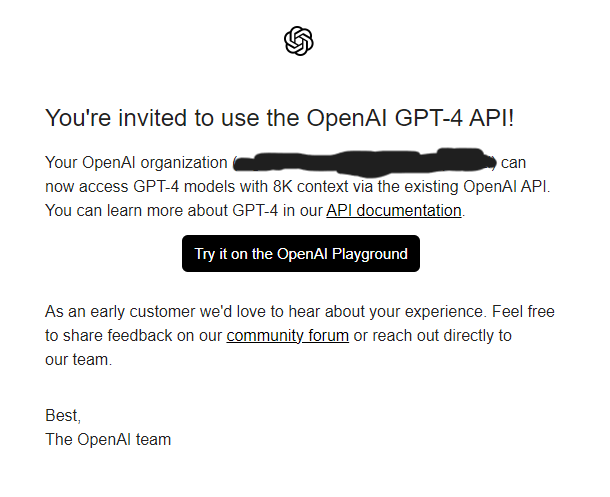 You're invited to use the OpenAI GPT-4 API!
Your OpenAI organization ( ) can
now access GPT-4 models with 8K context via the existing OpenAI API.
You can learn more about GPT-4 in our API documentation.
Try it on the OpenAI Playground
As an early customer we'd love to hear about your experience. Feel free
to share feedback on our community forum or reach out directly to
our team.
Best,
The OpenAI team